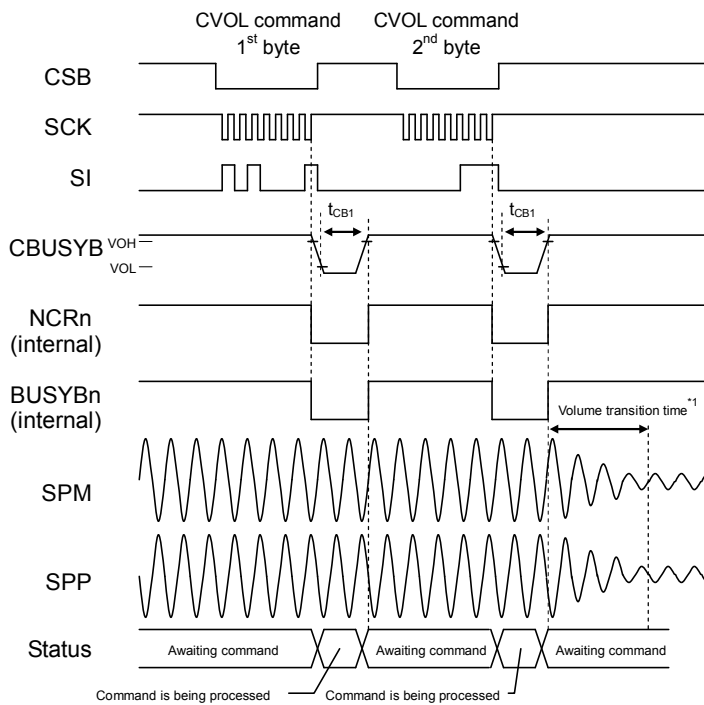 CVOL command
1st byte
CVOL command
2nd byte
CSB
SCK
SI
tCB1
tCB1
CBUSYB
VOH
VOL
NCRn
(internal)
BUSYBn
(internal)
Volume transition time*1
SPM
SPP
Status
Awaiting command
Awaiting command
Awaiting command
Command is being processed
Command is being processed